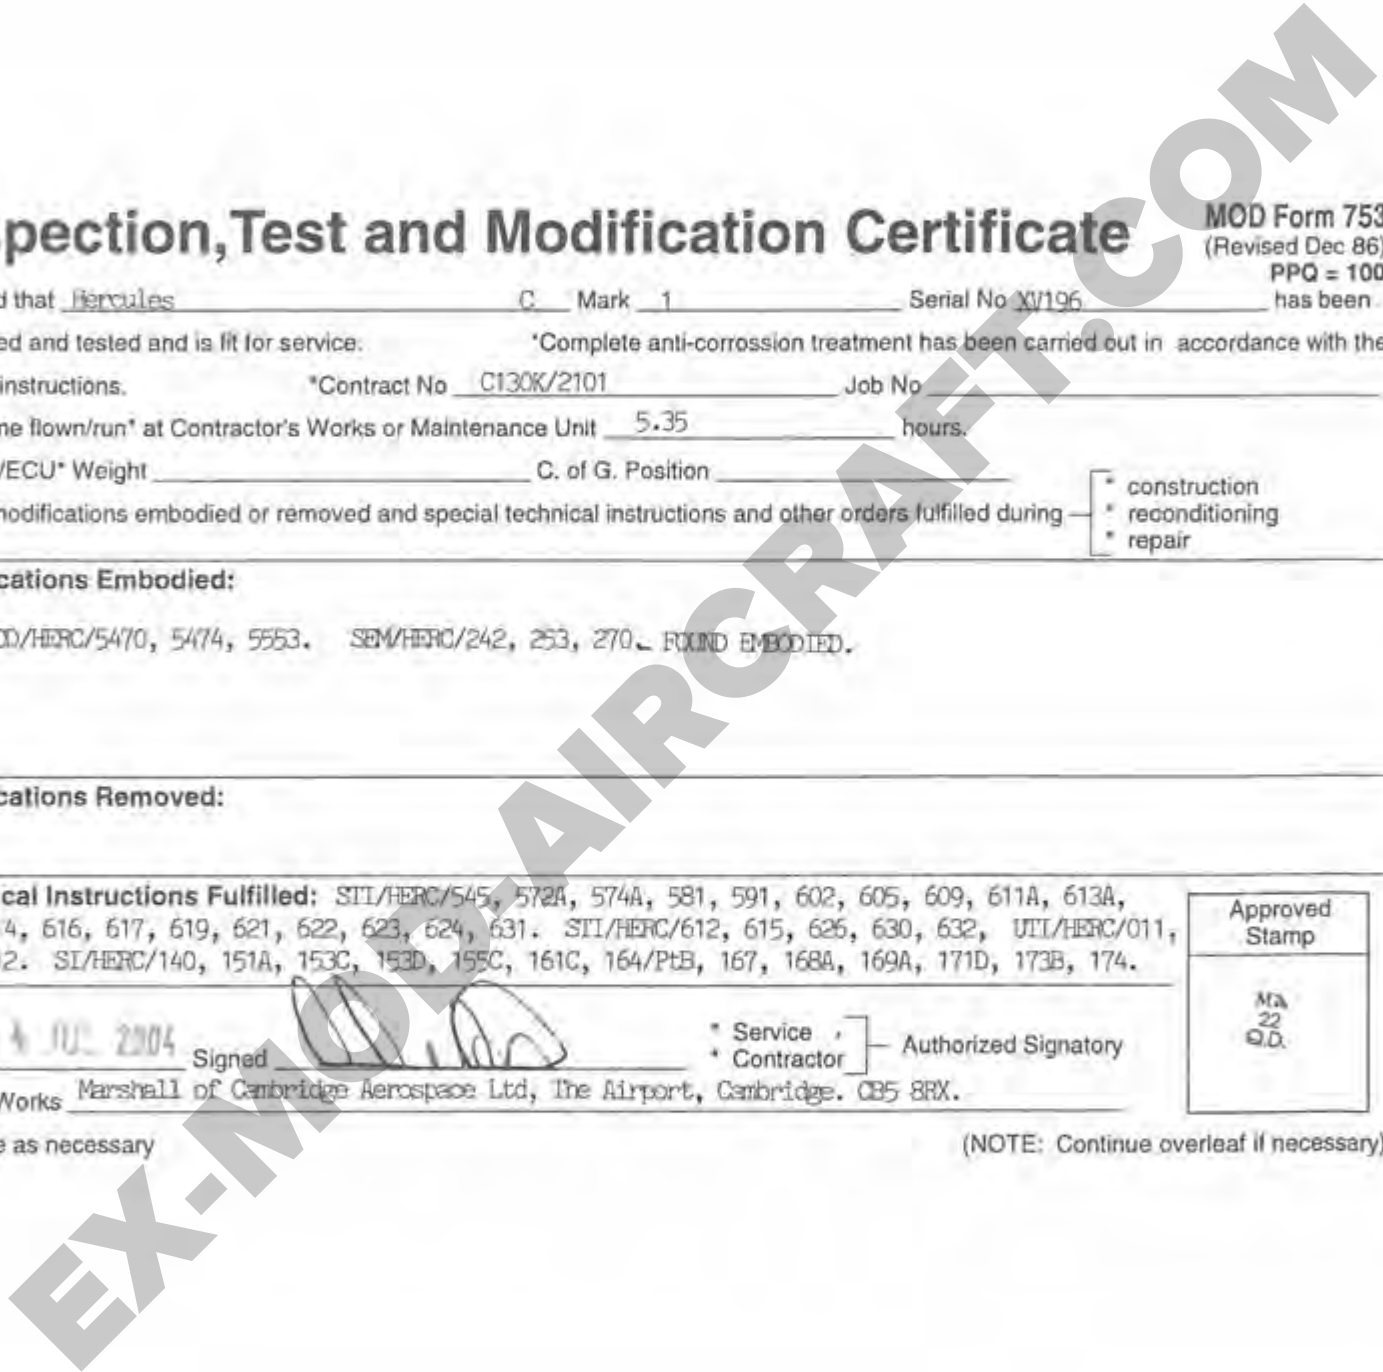 pection,Test and Modification Certificate
MOD Form 753
(Revised Dec 86)
PPQ = 100
d that Hercules C Mark 1 Serial No XV196 has been
ed and tested and is fit for service. *Complete anti-corrossion treatment has been carried out in accordance with the
instructions. *Contract No C130K/2101 Job No
me flown/run* at Contractor's Works or Maintenance Unit 5.35 hours.
/ECU* Weight C. of G. Position
modifications embodied or removed and special technical instructions and other orders fulfilled during
* construction
* reconditioning
* repair
cations Embodied:
OD/HERC/5470, 5474, 5553. SEM/HERC/242, 253, 270. FOUND EMBODIED.
cations Removed:
ical Instructions Fulfilled: STI/HERC/545, 572A, 574A, 581, 591, 602, 605, 609, 611A, 613A,
4, 616, 617, 619, 621, 622, 623, 624, 631. STI/HERC/612, 615, 626, 630, 632, UTI/HERC/011,
2. SI/HERC/140, 151A, 153C, 153D, 155C, 161C, 164/PtB, 167, 168A, 169A, 171D, 173B, 174.
Approved
Stamp
MA
22
Q.D.
2004 Signed
* Service
* Contractor
Authorized Signatory
Works Marshall of Cambridge Aerospace Ltd, The Airport, Cambridge. CB5 8RX.
e as necessary (NOTE: Continue overleaf if necessary)
EX-MOD-AIRCRAFT.COM